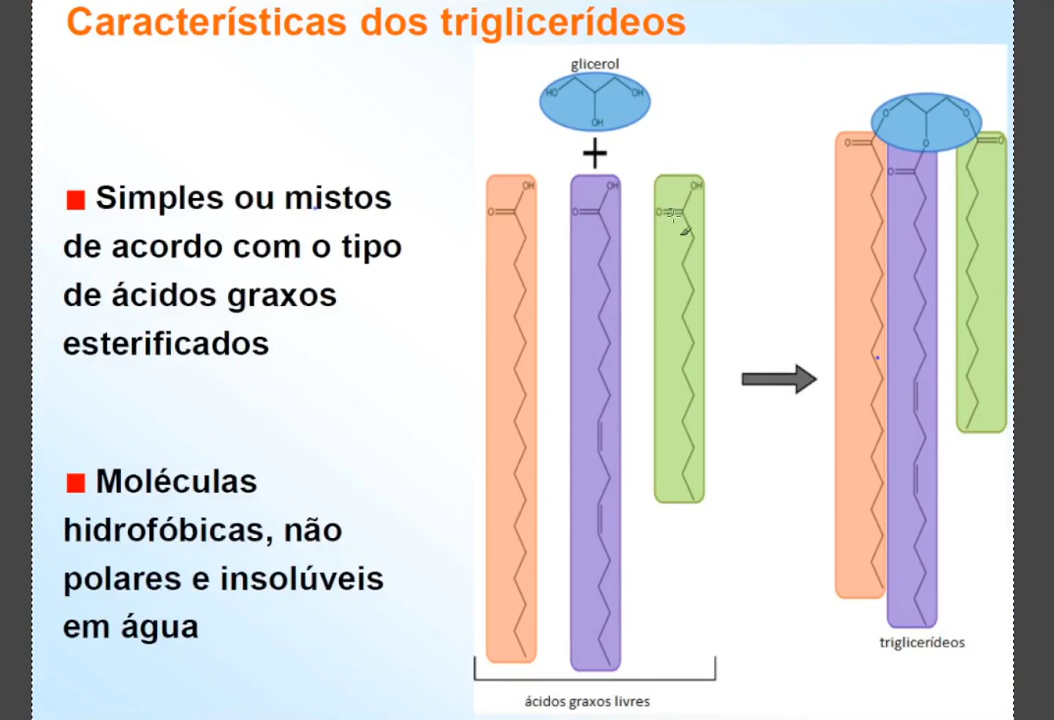 Características dos triglicerídeos
glicerol
HO
OH
OH
+
Simples ou mistos
de acordo com o tipo
de ácidos graxos
esterificados
OH
O
OH
O
OH
O
O
O
O
O
O
O
Moléculas
hidrofóbicas, não
polares e insolúveis
em água
triglicerídeos
ácidos graxos livres